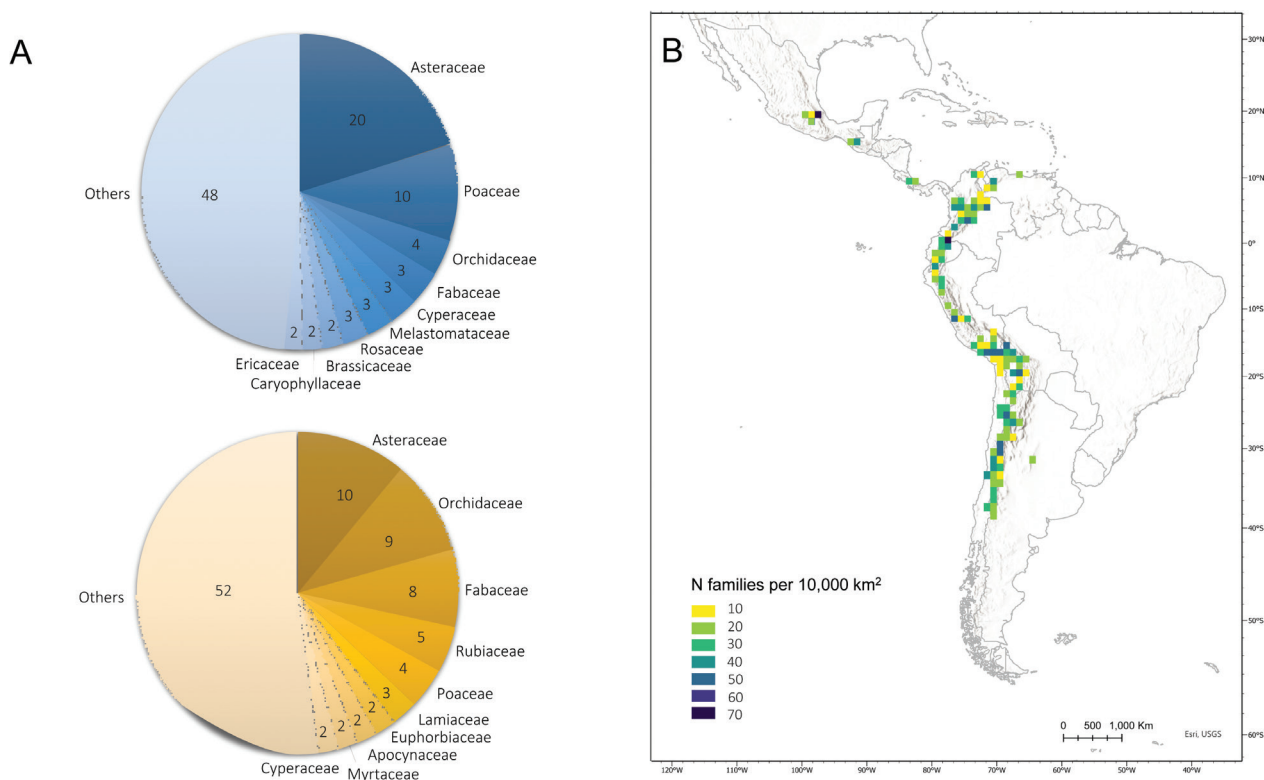 A
Asteraceae
20
Poaceae
10
Orchidaceae
4
Fabaceae
3
Cyperaceae
3
Melastomataceae
3
Rosaceae
3
Brassicaceae
2
Caryophyllaceae
2
Ericaceae
2
Others
48
Asteraceae
10
Orchidaceae
9
Fabaceae
8
Rubiaceae
5
Poaceae
4
Lamiaceae
3
Euphorbiaceae
2
Apocynaceae
2
Myrtaceae
2
Cyperaceae
2
Others
52
B
30°N
20°N
10°N
0°
10°S
20°S
30°S
40°S
50°S
60°S
N families per 10,000 km²
10
20
30
40
50
60
70
0 500 1,000 Km
Esri, USGS
120°W 110°W 100°W 90°W 80°W 70°W 60°W 50°W 40°W